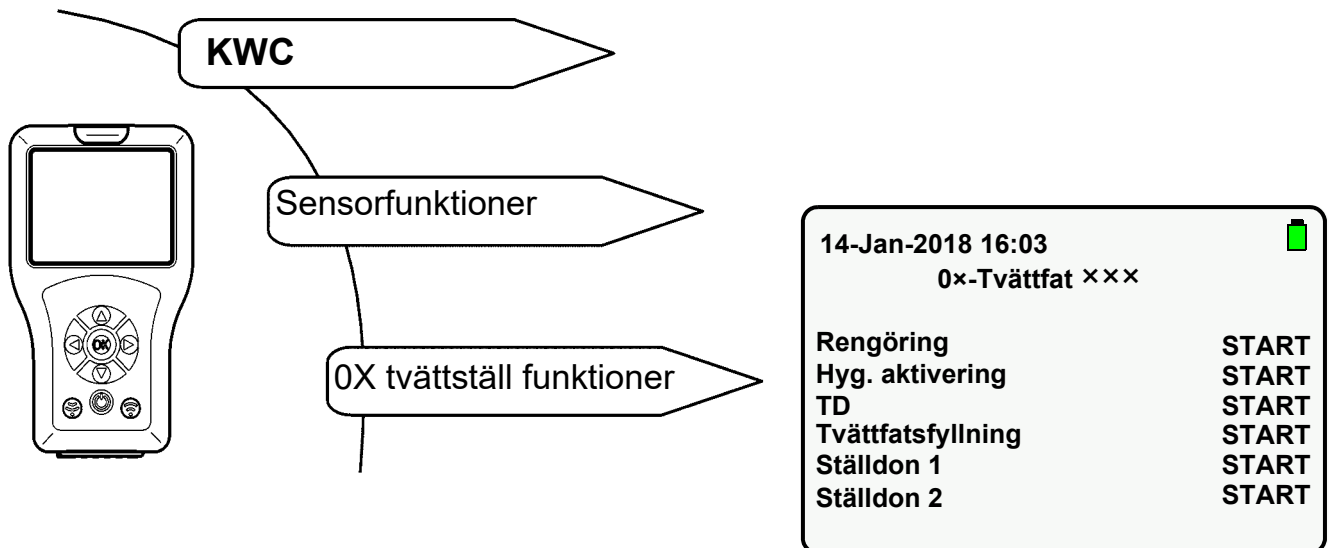 KWC
Sensorfunktioner
0X tvättställ funktioner
OK
14-Jan-2018 16:03
0×-Tvättfat ×××
Rengöring START
Hyg. aktivering START
TD START
Tvättfatsfyllning START
Ställdon 1 START
Ställdon 2 START